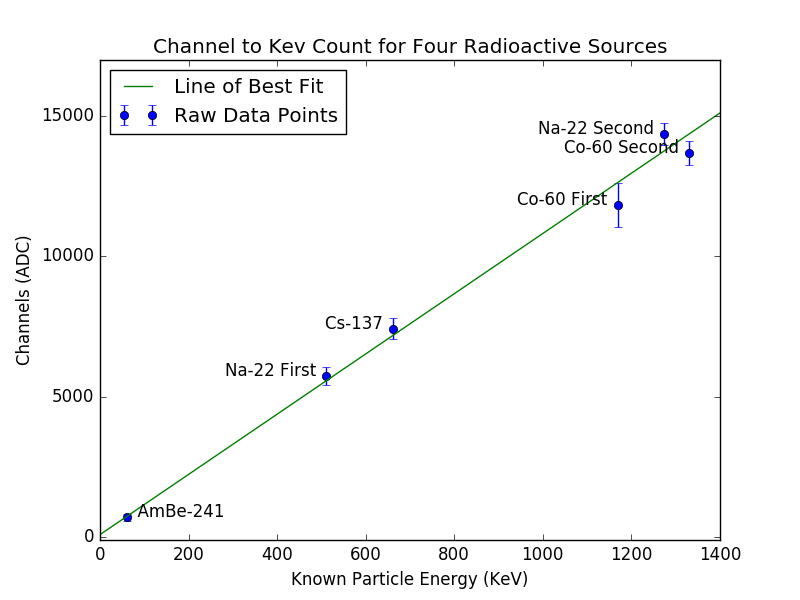 Channel to Kev Count for Four Radioactive Sources
Line of Best Fit
Raw Data Points
Na-22 Second
Co-60 Second
Co-60 First
Cs-137
Na-22 First
AmBe-241
Channels (ADC)
15000
10000
5000
0
0 200 400 600 800 1000 1200 1400
Known Particle Energy (KeV)